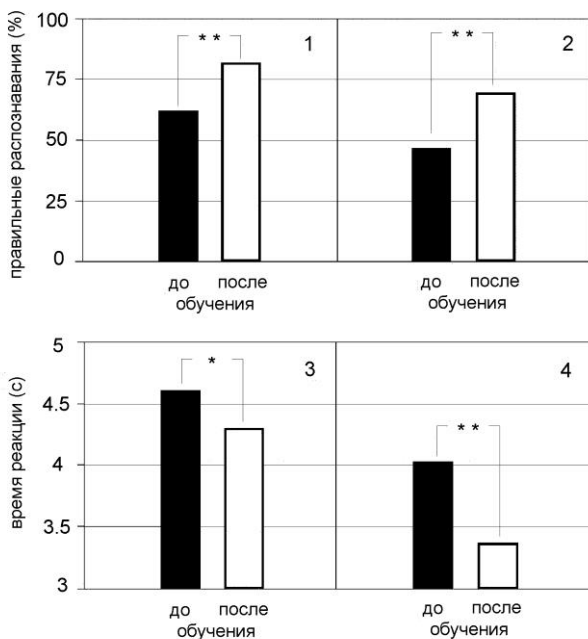 правильные распознавания (%)
100
75
50
25
0
* *
1
* *
2
до после
обучения
до после
обучения
время реакции (с)
5
4.5
4
3.5
3
*
3
* *
4
до после
обучения
до после
обучения